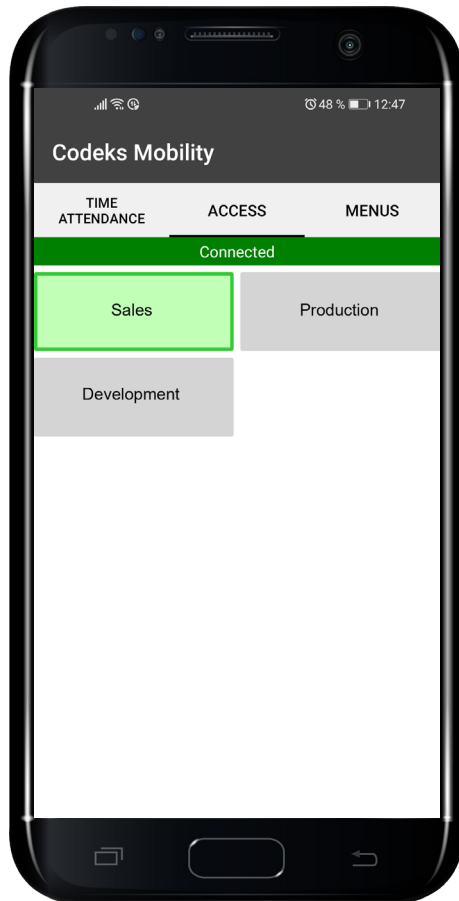 48 % 12:47
Codeks Mobility
TIME
ATTENDANCE
ACCESS
MENUS
Connected
Sales
Production
Development